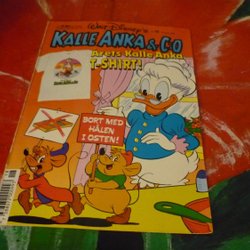 Walt Disney's
KALLE ANKA & C:O
Årets Kalle Anka
T-SHIRT!
BORT MED
HÅLEN
I OSTEN!